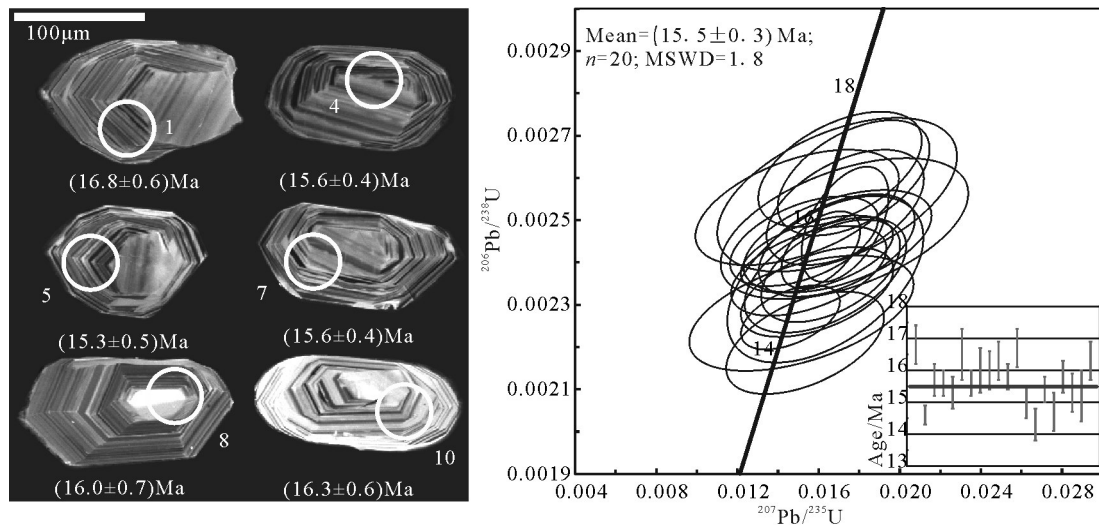 100μm
1
4
(16.8±0.6)Ma
(15.6±0.4)Ma
5
7
(15.3±0.5)Ma
(15.6±0.4)Ma
8
10
(16.0±0.7)Ma
(16.3±0.6)Ma
Mean=(15.5±0.3)Ma;
n=20; MSWD=1.8
18
16
14
0.0029
0.0027
0.0025
0.0023
0.0021
0.0019
²⁰⁶Pb/²³⁸U
0.004
0.008
0.012
0.016
0.020
0.024
0.028
²⁰⁷Pb/²³⁵U
18
17
16
15
14
13
Age/Ma